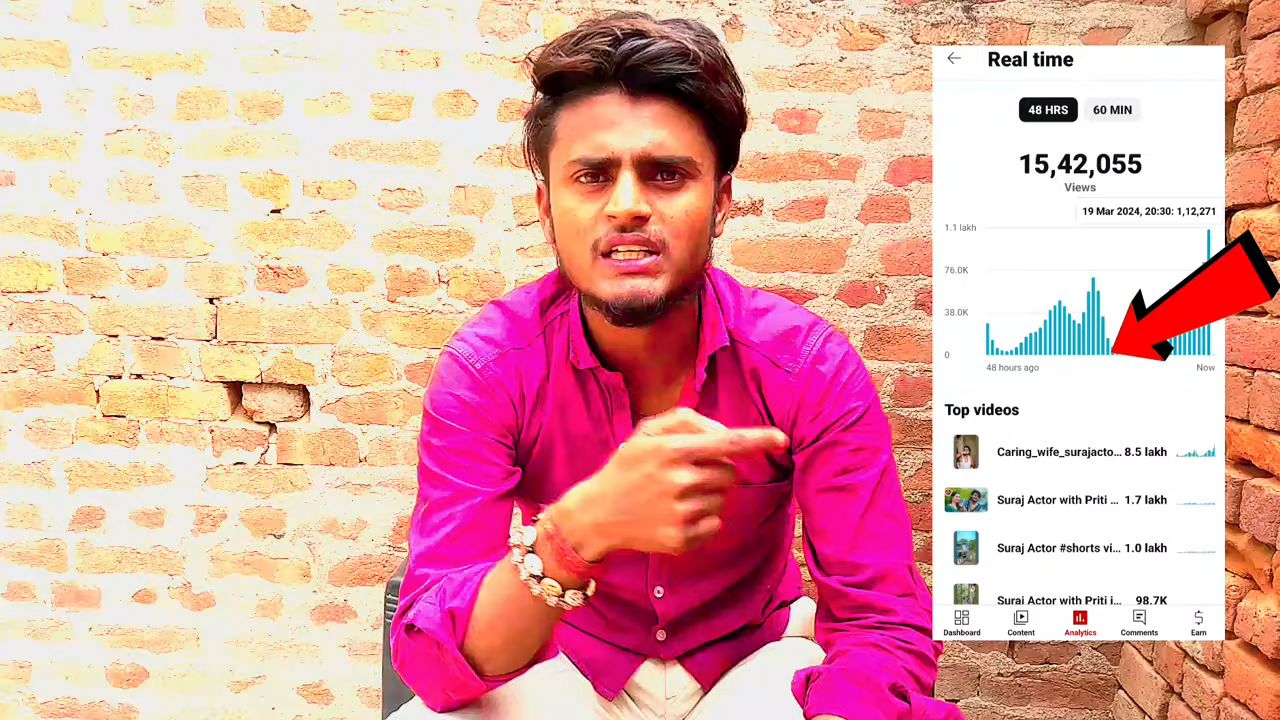 Real time
48 HRS 60 MIN
15,42,055
Views
19 Mar 2024, 20:30: 1,12,271
1.1 lakh
76.0K
38.0K
0
48 hours ago Now
Top videos
Caring_wife_surajacto... 8.5 lakh
Suraj Actor with Priti ... 1.7 lakh
Suraj Actor #shorts vi... 1.0 lakh
Suraj Actor with Priti i... 98.7K
Dashboard Content Analytics Comments Earn